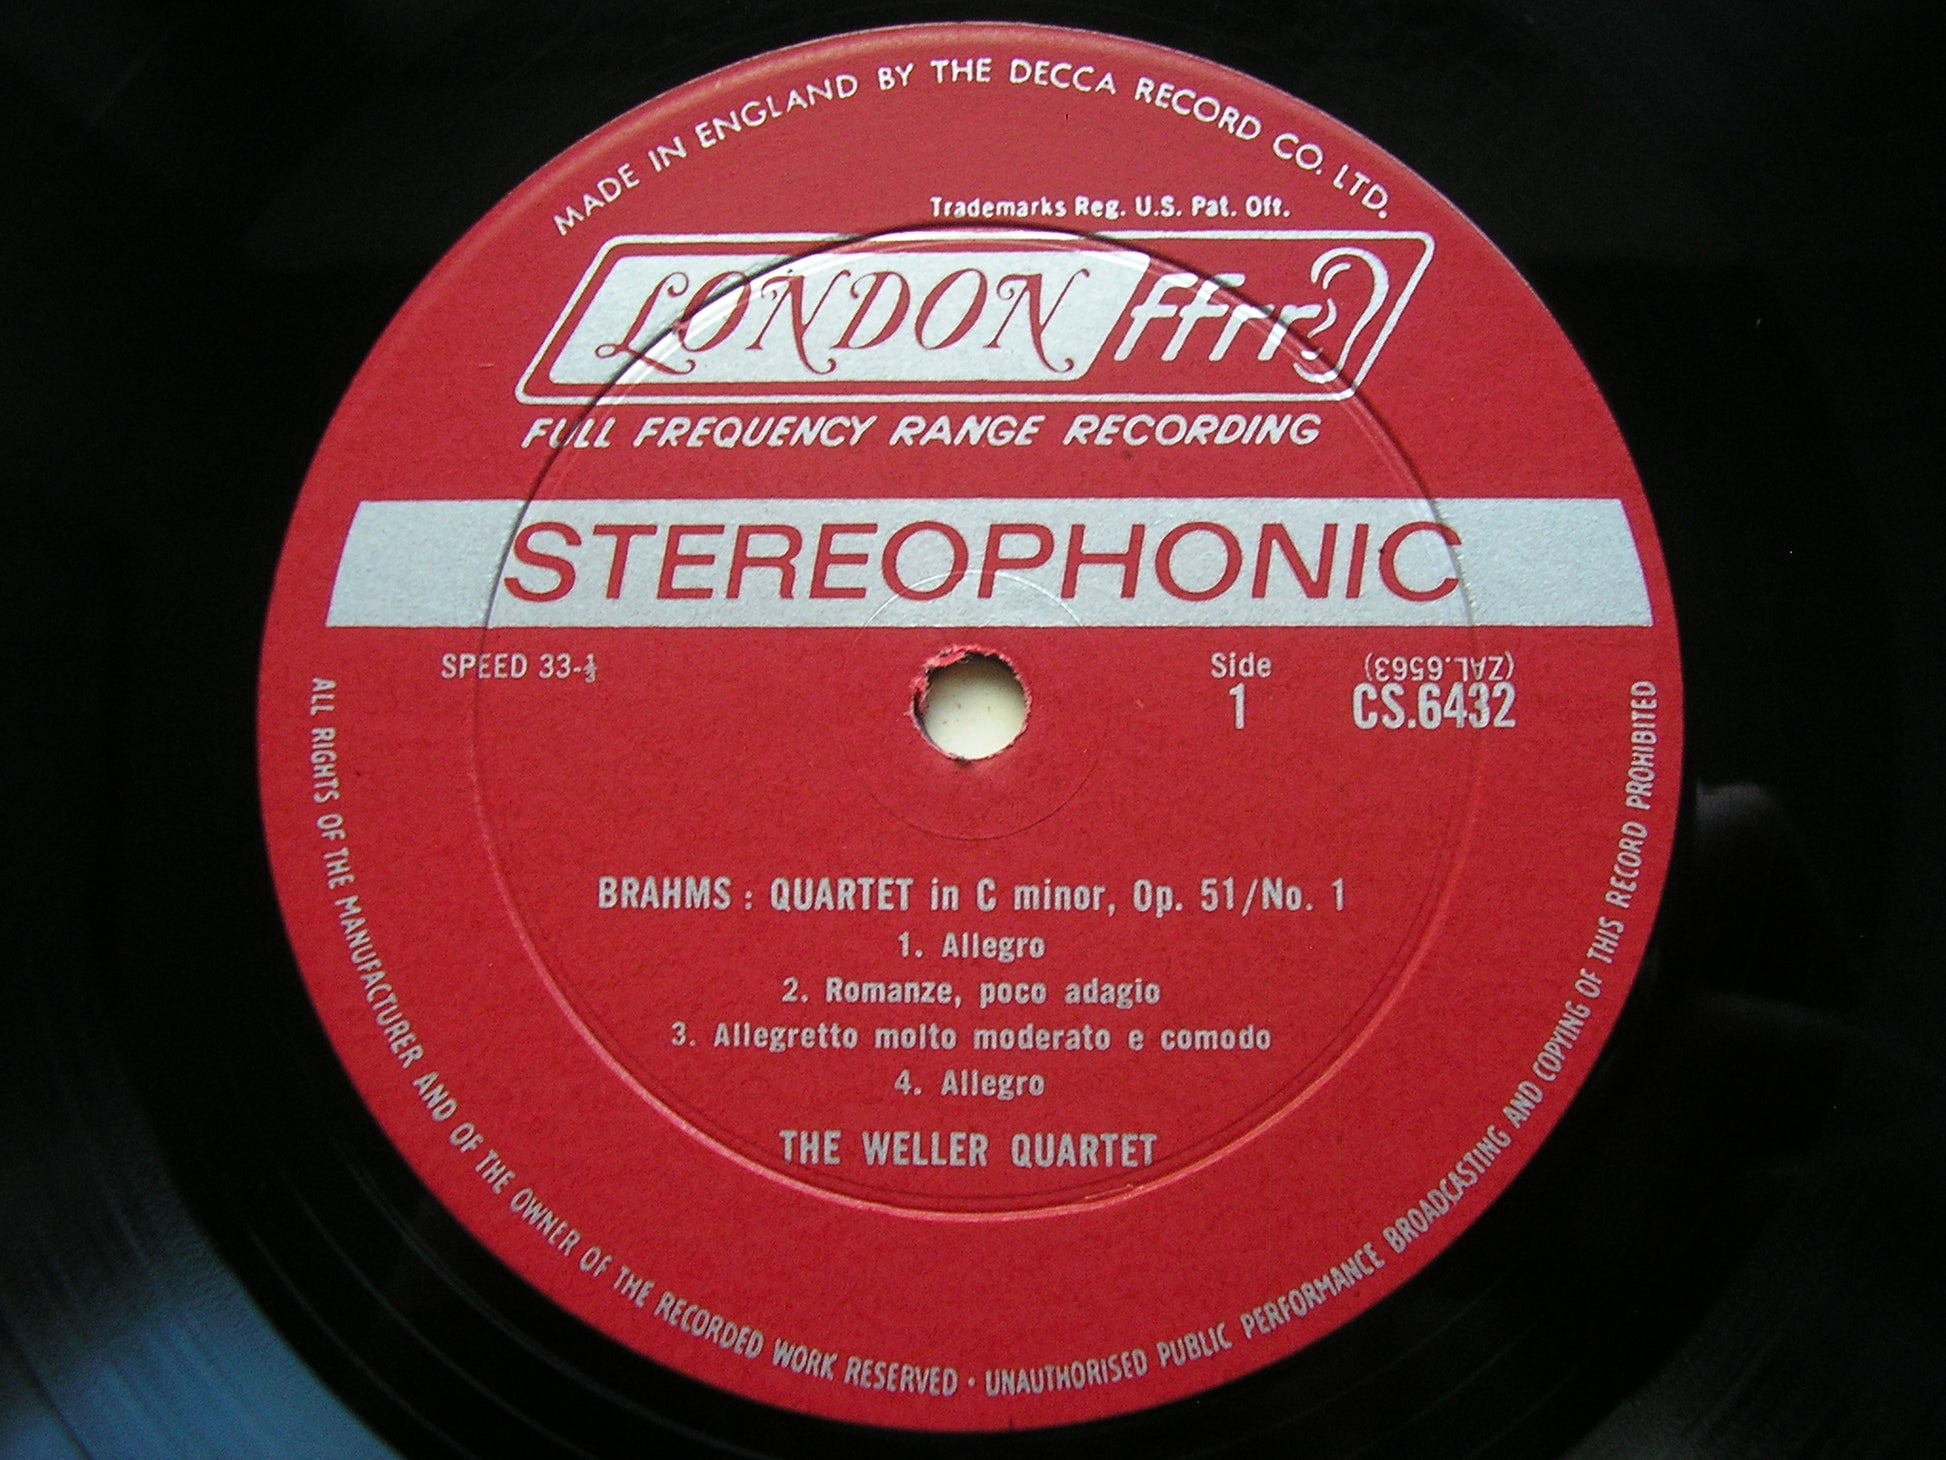 MADE IN ENGLAND BY THE DECCA RECORD CO. LTD.
Trademarks Reg. U.S. Pat. Off.
LONDON ffrr
FULL FREQUENCY RANGE RECORDING
STEREOPHONIC
SPEED 33-⅓
Side
1
(ZAL.6563)
CS.6432
BRAHMS : QUARTET in C minor, Op. 51/No. 1
1. Allegro
2. Romanze, poco adagio
3. Allegretto molto moderato e comodo
4. Allegro
THE WELLER QUARTET
ALL RIGHTS OF THE MANUFACTURER AND OF THE OWNER OF THE RECORDED WORK RESERVED · UNAUTHORISED PUBLIC PERFORMANCE BROADCASTING AND COPYING OF THIS RECORD PROHIBITED